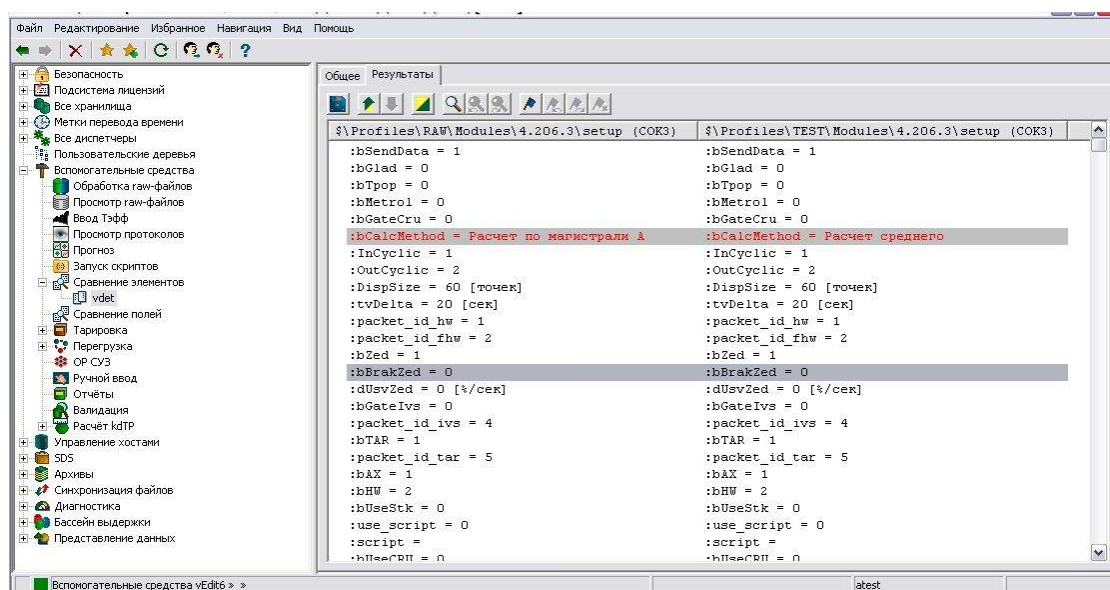 Файл Редактирование Избранное Навигация Вид Помощь
Безопасность
Подсистема лицензий
Все хранилища
Метки перевода времени
Все диспетчеры
Пользовательские деревья
Вспомогательные средства
Обработка raw-файлов
Просмотр raw-файлов
Ввод Тэфф
Просмотр протоколов
Прогноз
Запуск скриптов
Сравнение элементов
vdet
Сравнение полей
Тарировка
Перегрузка
ОР СУЗ
Ручной ввод
Отчёты
Валидация
Расчёт kdTP
Управление хостами
SDS
Архивы
Синхронизация файлов
Диагностика
Бассейн выдержки
Представление данных
Общее Результаты
$\Profiles\RAW\Modules\4.206.3\setup (СОК3) $\Profiles\TEST\Modules\4.206.3\setup (СОК3)
:bSendData = 1 :bSendData = 1
:bGlad = 0 :bGlad = 0
:bTpop = 0 :bTpop = 0
:bMetrol = 0 :bMetrol = 0
:bGateCru = 0 :bGateCru = 0
:bCalcMethod = Расчет по магистрали А :bCalcMethod = Расчет среднего
:InCyclic = 1 :InCyclic = 1
:OutCyclic = 2 :OutCyclic = 2
:DispSize = 60 [точек] :DispSize = 60 [точек]
:tvDelta = 20 [сек] :tvDelta = 20 [сек]
:packet_id_hw = 1 :packet_id_hw = 1
:packet_id_fhw = 2 :packet_id_fhw = 2
:bZed = 1 :bZed = 1
:bBrakZed = 0 :bBrakZed = 0
:dUsvZed = 0 [%/сек] :dUsvZed = 0 [%/сек]
:bGateIvs = 0 :bGateIvs = 0
:packet_id_ivs = 4 :packet_id_ivs = 4
:bTAR = 1 :bTAR = 1
:packet_id_tar = 5 :packet_id_tar = 5
:bAX = 1 :bAX = 1
:bHW = 2 :bHW = 2
:bUseStk = 0 :bUseStk = 0
:use_script = 0 :use_script = 0
:script = :script =
:bUseCRU = 0 :bUseCRU = 0
Вспомогательные средства vEdit6 » » atest